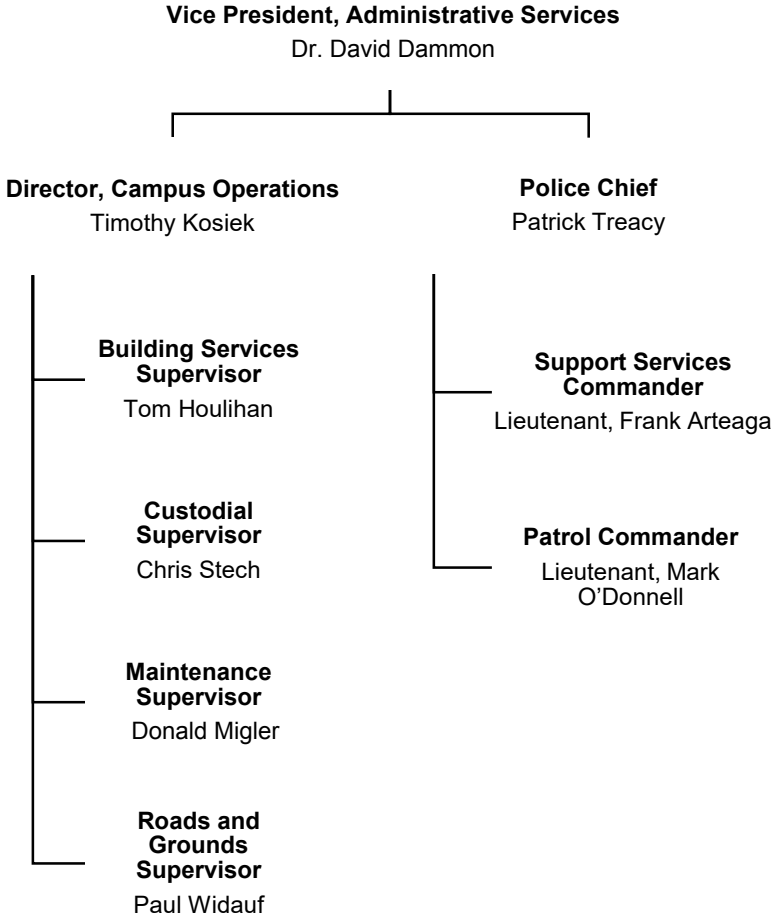 Vice President, Administrative Services
Dr. David Dammon
Director, Campus Operations
Timothy Kosiek
Building Services
Supervisor
Tom Houlihan
Custodial
Supervisor
Chris Stech
Maintenance
Supervisor
Donald Migler
Roads and
Grounds
Supervisor
Paul Widauf
Police Chief
Patrick Treacy
Support Services
Commander
Lieutenant, Frank Arteaga
Patrol Commander
Lieutenant, Mark
O’Donnell